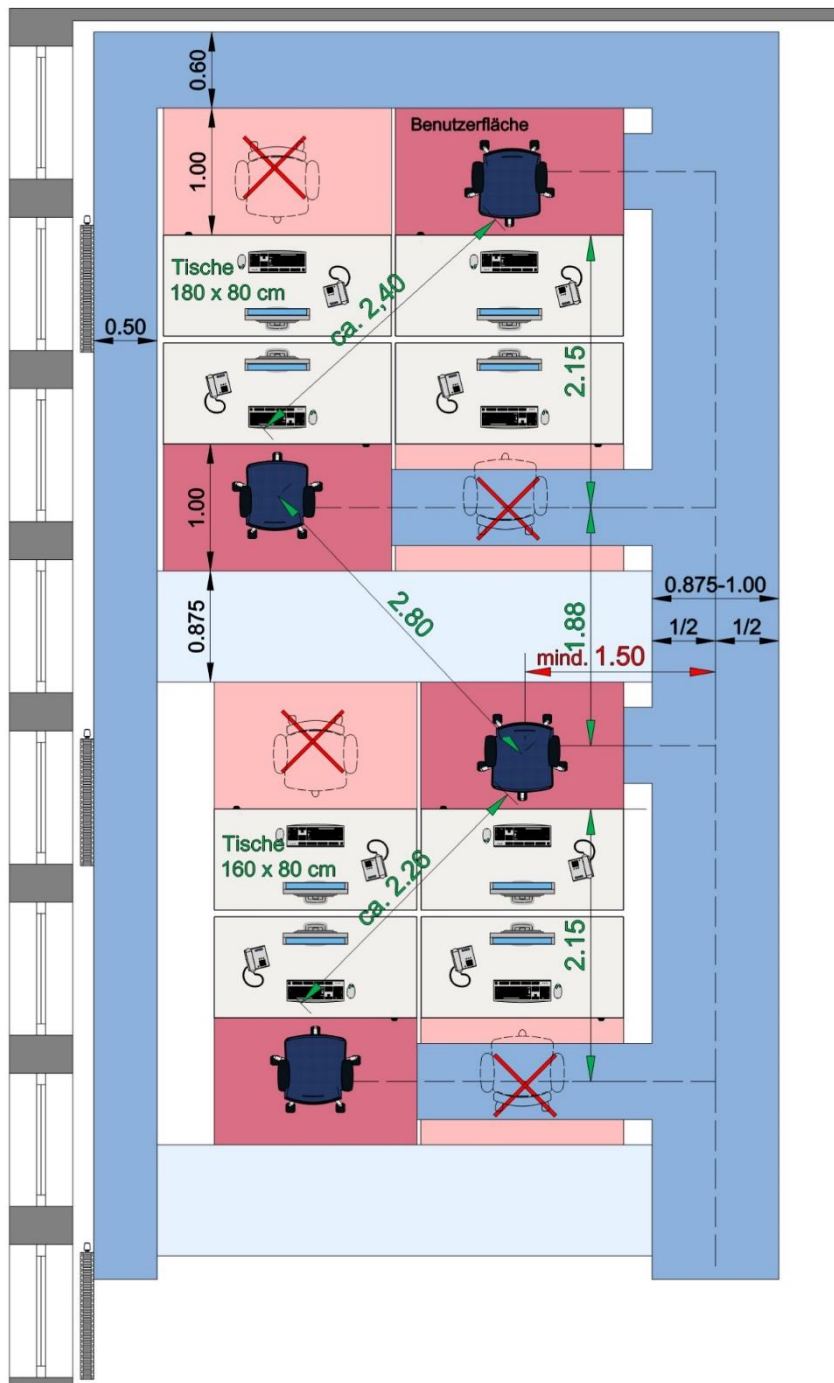 0.60
Benutzerfläche
1.00
Tische
180 x 80 cm
ca. 2,40
0.50
2.15
1.00
0.875-1.00
0.875
2.80
1.88
1/2
1/2
mind. 1.50
Tische
160 x 80 cm
ca. 2.26
2.15